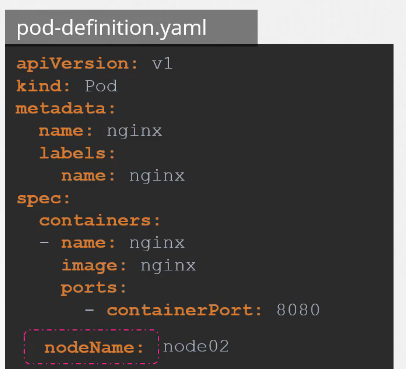 pod-definition.yaml
apiVersion: v1
kind: Pod
metadata:
  name: nginx
  labels:
    name: nginx
spec:
  containers:
  - name: nginx
    image: nginx
    ports:
      - containerPort: 8080
  nodeName: node02